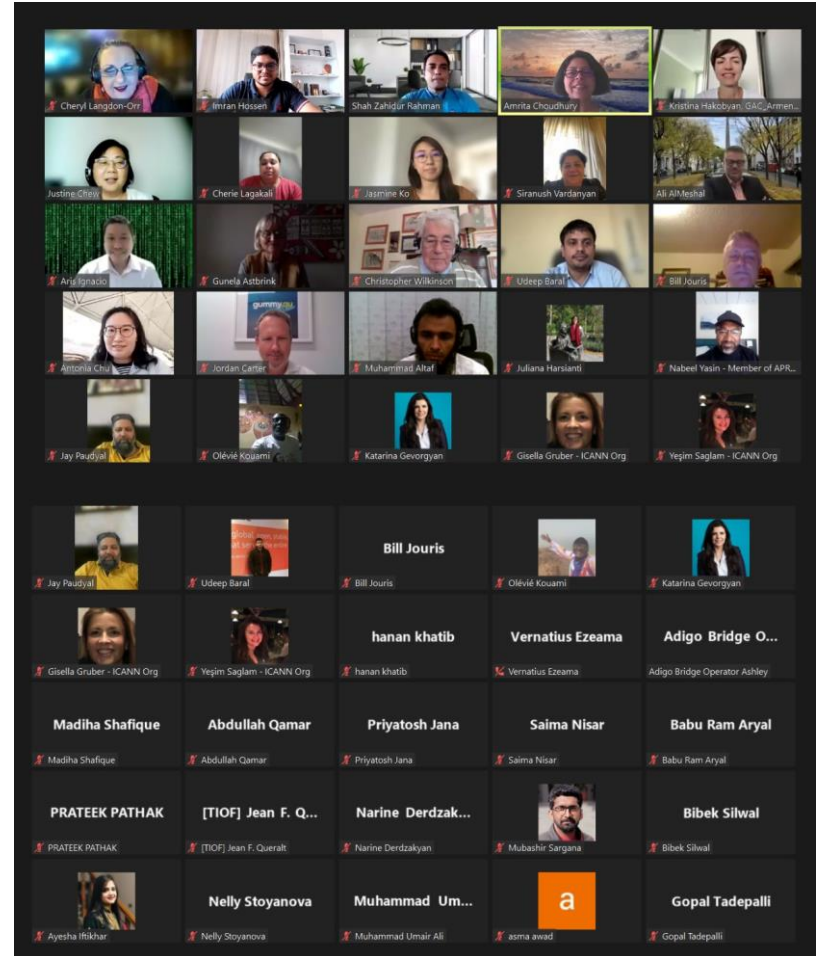 Cheryl Langdon-Orr
Imran Hossen
Shah Zahidur Rahman
Amrita Choudhury
Kristina Hakobyan, GAC_Armen...
Justine Chew
Cherie Lagakali
Jasmine Ko
Siranush Vardanyan
Ali AlMeshal
Aris Ignacio
Gunela Astbrink
Christopher Wilkinson
Udeep Baral
Bill Jouris
gummyjay
Antonia Chu
Jordan Carter
Muhammad Altaf
Juliana Harsianti
Nabeel Yasin - Member of APR...
Jay Paudyal
Olévié Kouami
Katarina Gevorgyan
Gisella Gruber - ICANN Org
Yeşim Saglam - ICANN Org
Jay Paudyal
Udeep Baral
Bill Jouris
Bill Jouris
Olévié Kouami
Katarina Gevorgyan
Gisella Gruber - ICANN Org
Yeşim Saglam - ICANN Org
hanan khatib
hanan khatib
Vernatius Ezeama
Vernatius Ezeama
Adigo Bridge O...
Adigo Bridge Operator Ashley
Madiha Shafique
Madiha Shafique
Abdullah Qamar
Abdullah Qamar
Priyatosh Jana
Priyatosh Jana
Saima Nisar
Saima Nisar
Babu Ram Aryal
Babu Ram Aryal
PRATEEK PATHAK
PRATEEK PATHAK
[TIOF] Jean F. Q...
[TIOF] Jean F. Queralt
Narine Derdzak...
Narine Derdzakyan
Mubashir Sargana
Bibek Silwal
Bibek Silwal
Ayesha Iftikhar
Nelly Stoyanova
Nelly Stoyanova
Muhammad Um...
Muhammad Umair Ali
a
asma awad
Gopal Tadepalli
Gopal Tadepalli